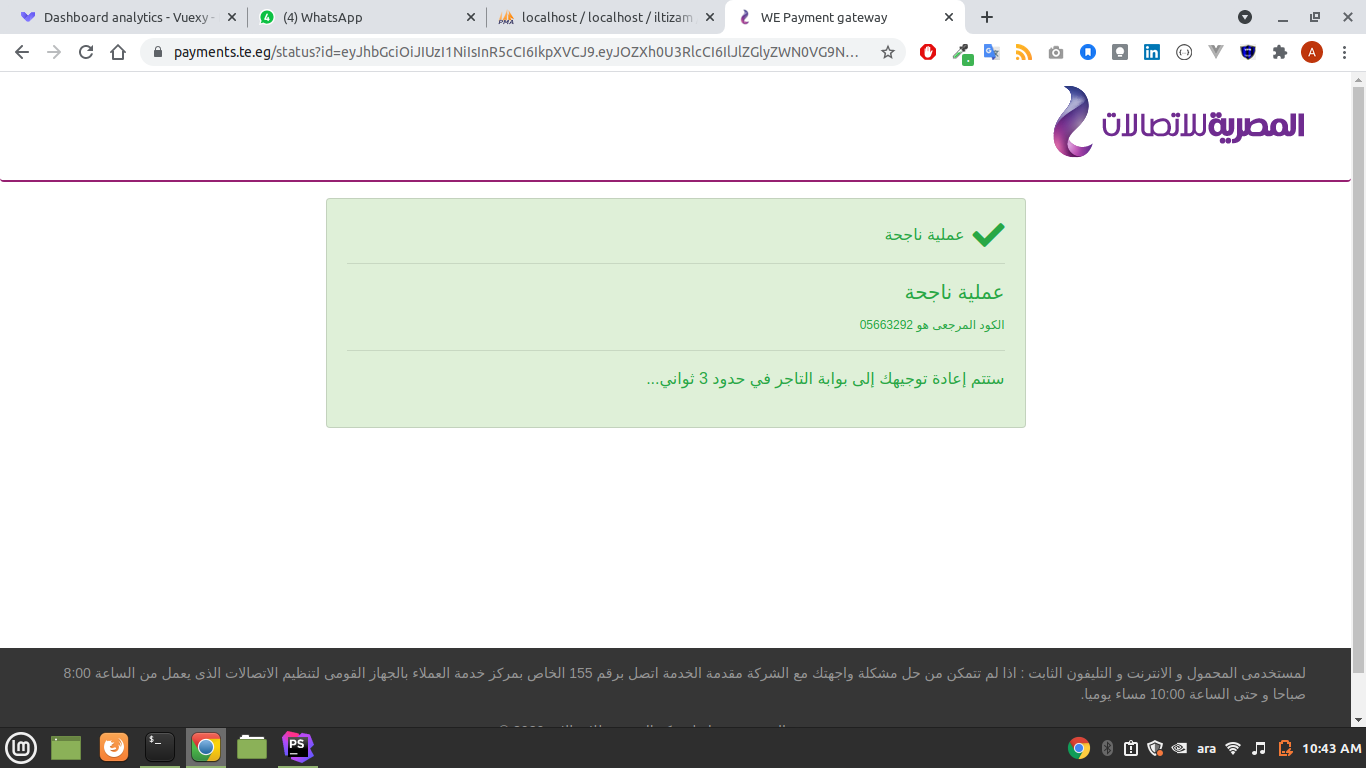 Dashboard analytics - Vuexy -
(4) WhatsApp
localhost / localhost / iltizam
WE Payment gateway
payments.te.eg/status?id=eyJhbGciOiJIUzI1NiIsInR5cCI6IkpXVCJ9.eyJOZXh0U3RlcCI6IlJlZGlyZWN0VG9N...
A
المصرية للاتصالات
عملية ناجحة
عملية ناجحة
الكود المرجعى هو 05663292
ستتم إعادة توجيهك إلى بوابة التاجر في حدود 3 ثواني...
لمستخدمى المحمول و الانترنت و التليفون الثابت : اذا لم تتمكن من حل مشكلة واجهتك مع الشركة مقدمة الخدمة اتصل برقم 155 الخاص بمركز خدمة العملاء بالجهاز القومى لتنظيم الاتصالات الذى يعمل من الساعة 8:00
صباحا و حتى الساعة 10:00 مساء يوميا.
PS
ara
10:43 AM